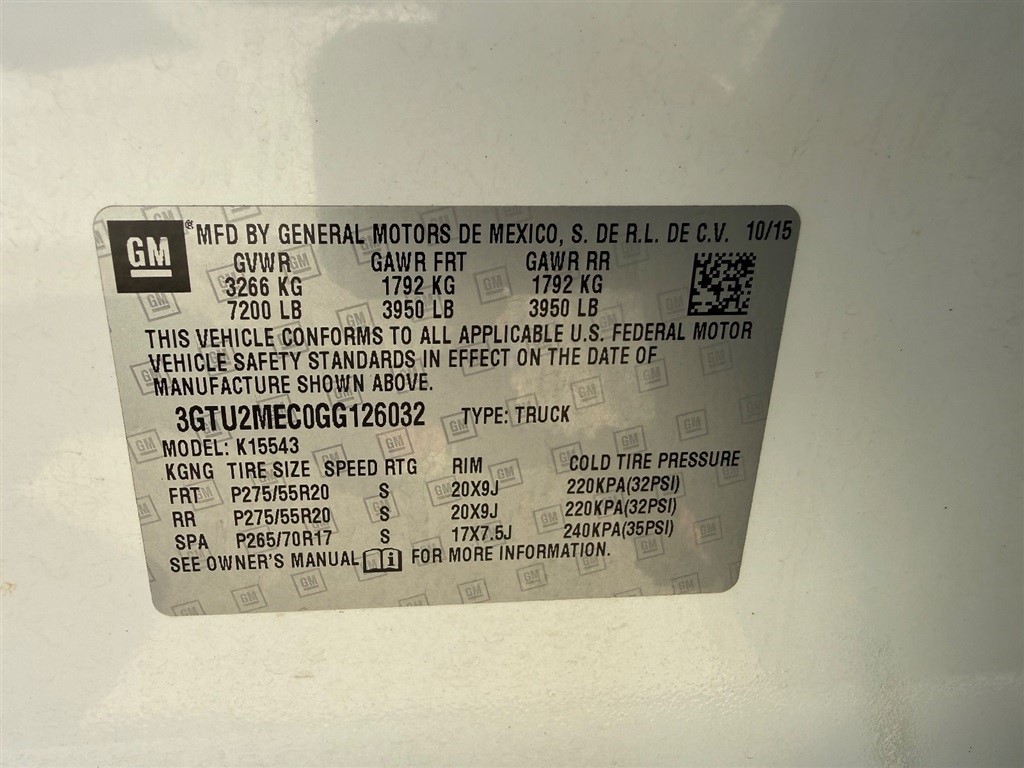 GM ® MFD BY GENERAL MOTORS DE MEXICO, S. DE R.L. DE C.V. 10/15
GVWR GAWR FRT GAWR RR
3266 KG 1792 KG 1792 KG
7200 LB 3950 LB 3950 LB
THIS VEHICLE CONFORMS TO ALL APPLICABLE U.S. FEDERAL MOTOR
VEHICLE SAFETY STANDARDS IN EFFECT ON THE DATE OF
MANUFACTURE SHOWN ABOVE.
3GTU2MEC0GG126032 TYPE: TRUCK
MODEL: K15543
KGNG TIRE SIZE SPEED RTG RIM COLD TIRE PRESSURE
FRT P275/55R20 S 20X9J 220KPA(32PSI)
RR P275/55R20 S 20X9J 220KPA(32PSI)
SPA P265/70R17 S 17X7.5J 240KPA(35PSI)
SEE OWNER'S MANUAL i FOR MORE INFORMATION.